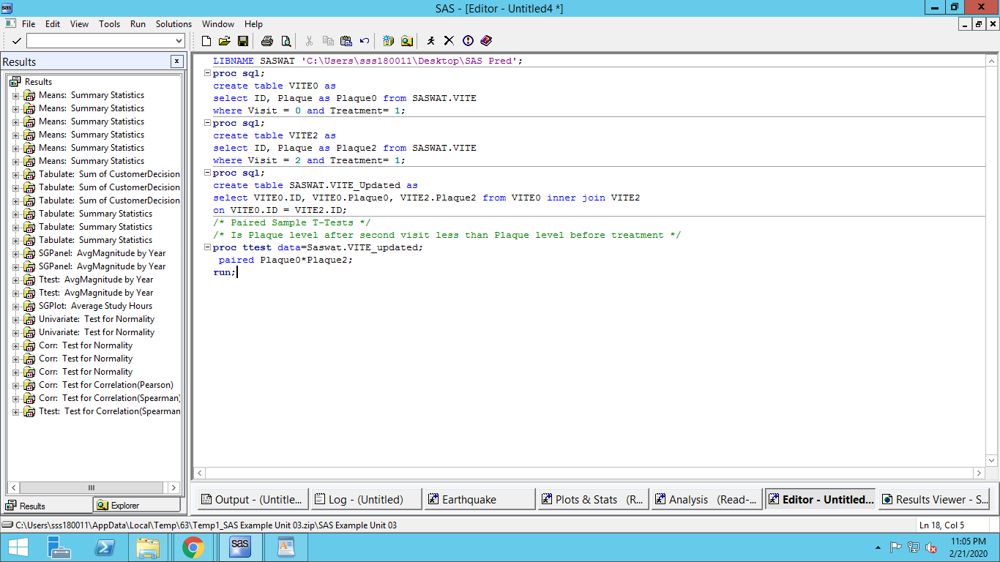 SAS - [Editor - Untitled4 *]
File Edit View Tools Run Solutions Window Help
Results
Results
Means: Summary Statistics
Means: Summary Statistics
Means: Summary Statistics
Means: Summary Statistics
Means: Summary Statistics
Means: Summary Statistics
Tabulate: Sum of CustomerDecision
Tabulate: Sum of CustomerDecision
Tabulate: Sum of CustomerDecision
Tabulate: Summary Statistics
Tabulate: Summary Statistics
Tabulate: Summary Statistics
SGPanel: AvgMagnitude by Year
SGPanel: AvgMagnitude by Year
Ttest: AvgMagnitude by Year
Ttest: AvgMagnitude by Year
SGPlot: Average Study Hours
Univariate: Test for Normality
Univariate: Test for Normality
Corr: Test for Normality
Corr: Test for Normality
Corr: Test for Normality
Corr: Test for Correlation(Pearson)
Corr: Test for Correlation(Spearman)
Ttest: Test for Correlation(Spearman
Results Explorer
LIBNAME SASWAT 'C:\Users\sss180011\Desktop\SAS Pred';
proc sql;
create table VITE0 as
select ID, Plaque as Plaque0 from SASWAT.VITE
where Visit = 0 and Treatment= 1;
proc sql;
create table VITE2 as
select ID, Plaque as Plaque2 from SASWAT.VITE
where Visit = 2 and Treatment= 1;
proc sql;
create table SASWAT.VITE_Updated as
select VITE0.ID, VITE0.Plaque0, VITE2.Plaque2 from VITE0 inner join VITE2
on VITE0.ID = VITE2.ID;
/* Paired Sample T-Tests */
/* Is Plaque level after second visit less than Plaque level before treatment */
proc ttest data=Saswat.VITE_updated;
paired Plaque0*Plaque2;
run;
Output - (Untitle... Log - (Untitled) Earthquake Plots & Stats (R... Analysis (Read-... Editor - Untitled... Results Viewer - S...
C:\Users\sss180011\AppData\Local\Temp\63\Temp1_SAS Example Unit 03.zip\SAS Example Unit 03
Ln 18, Col 5
sas
11:05 PM
2/21/2020